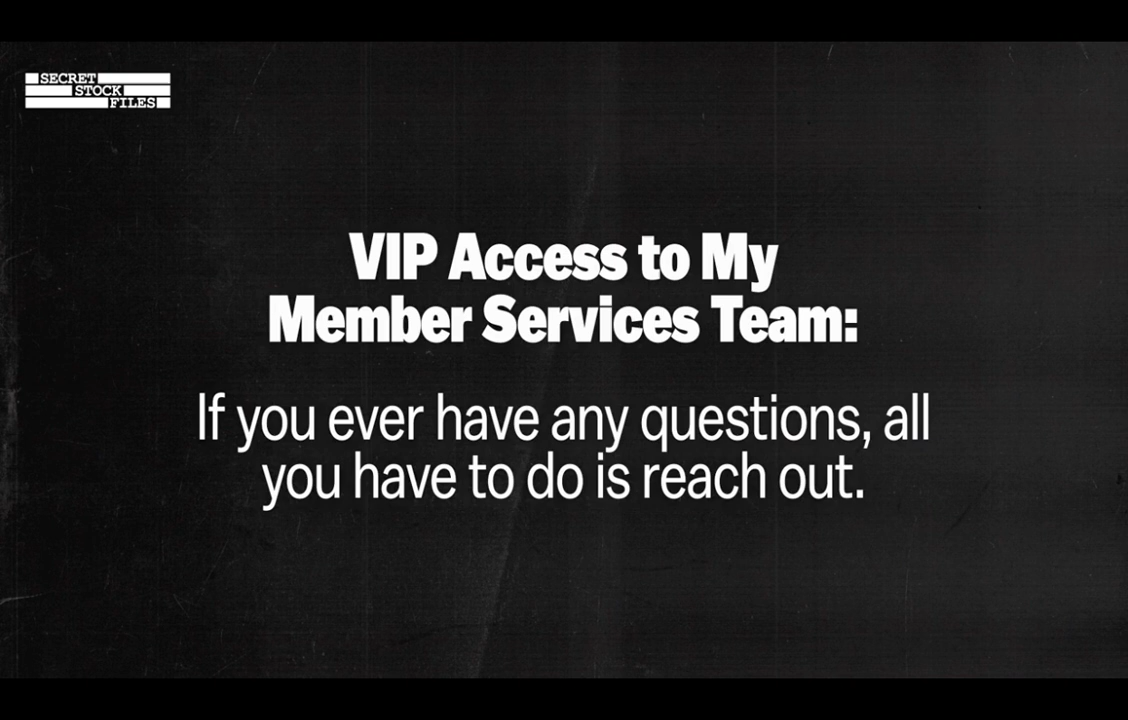 SECRET
STOCK
FILES
VIP Access to My
Member Services Team:
If you ever have any questions, all
you have to do is reach out.